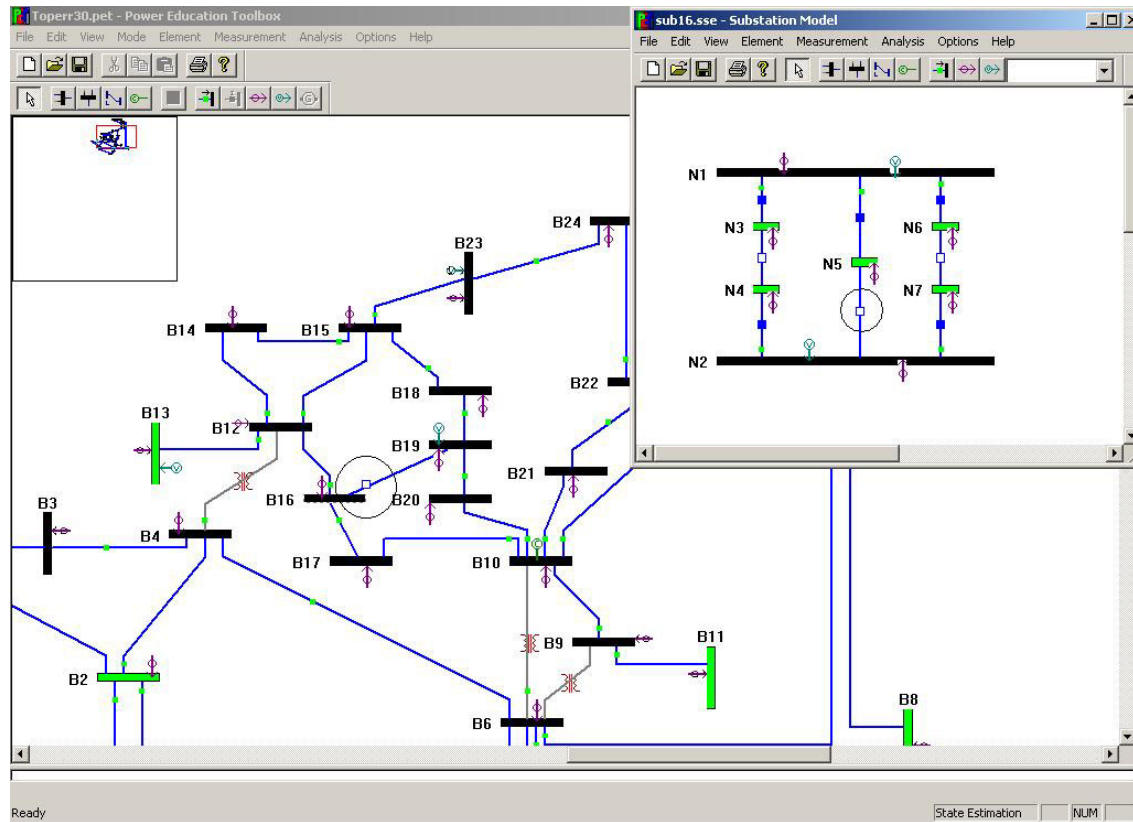 Toperr30.pet - Power Education Toolbox
File Edit View Mode Element Measurement Analysis Options Help
sub16.sse - Substation Model
File Edit View Element Measurement Analysis Options Help
N1
N3
N6
N5
N4
N7
N2
B24
B23
B14
B15
B22
B18
B13
B12
B19
B21
B16
B20
B3
B4
B17
B10
B9
B11
B2
B6
B8
Ready
State Estimation
NUM